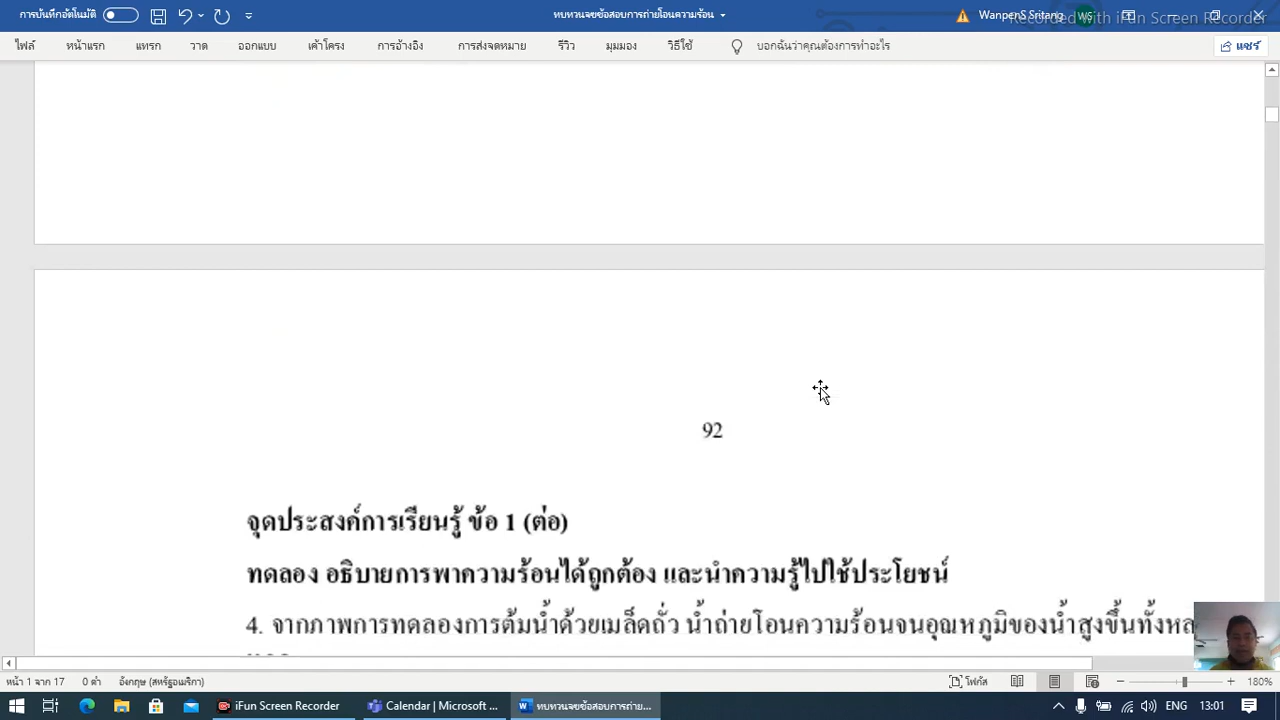 การบันทึกอัตโนมัติ
ทบทวนจขข้อสอบการถ่ายโอนความร้อน
WanpenS Sritang
WS
Recorded with iFun Screen Recorder
ไฟล์ หน้าแรก แทรก วาด ออกแบบ เค้าโครง การอ้างอิง การส่งจดหมาย รีวิว มุมมอง วิธีใช้ บอกฉันว่าคุณต้องการทำอะไร แชร์
92
จุดประสงค์การเรียนรู้ ข้อ 1 (ต่อ)
ทดลอง อธิบายการพาความร้อนได้ถูกต้อง และนำความรู้ไปใช้ประโยชน์
4. จากภาพการทดลองการต้มน้ำด้วยเมล็ดถั่ว น้ำถ่ายโอนความร้อนจนอุณหภูมิของน้ำสูงขึ้นทั้งหล
หน้า 1 จาก 17 0 คำ อังกฤษ (สหรัฐอเมริกา) โฟกัส 180%
iFun Screen Recorder Calendar | Microsoft ... ทบทวนจขข้อสอบการถ่าย... ENG 13:01